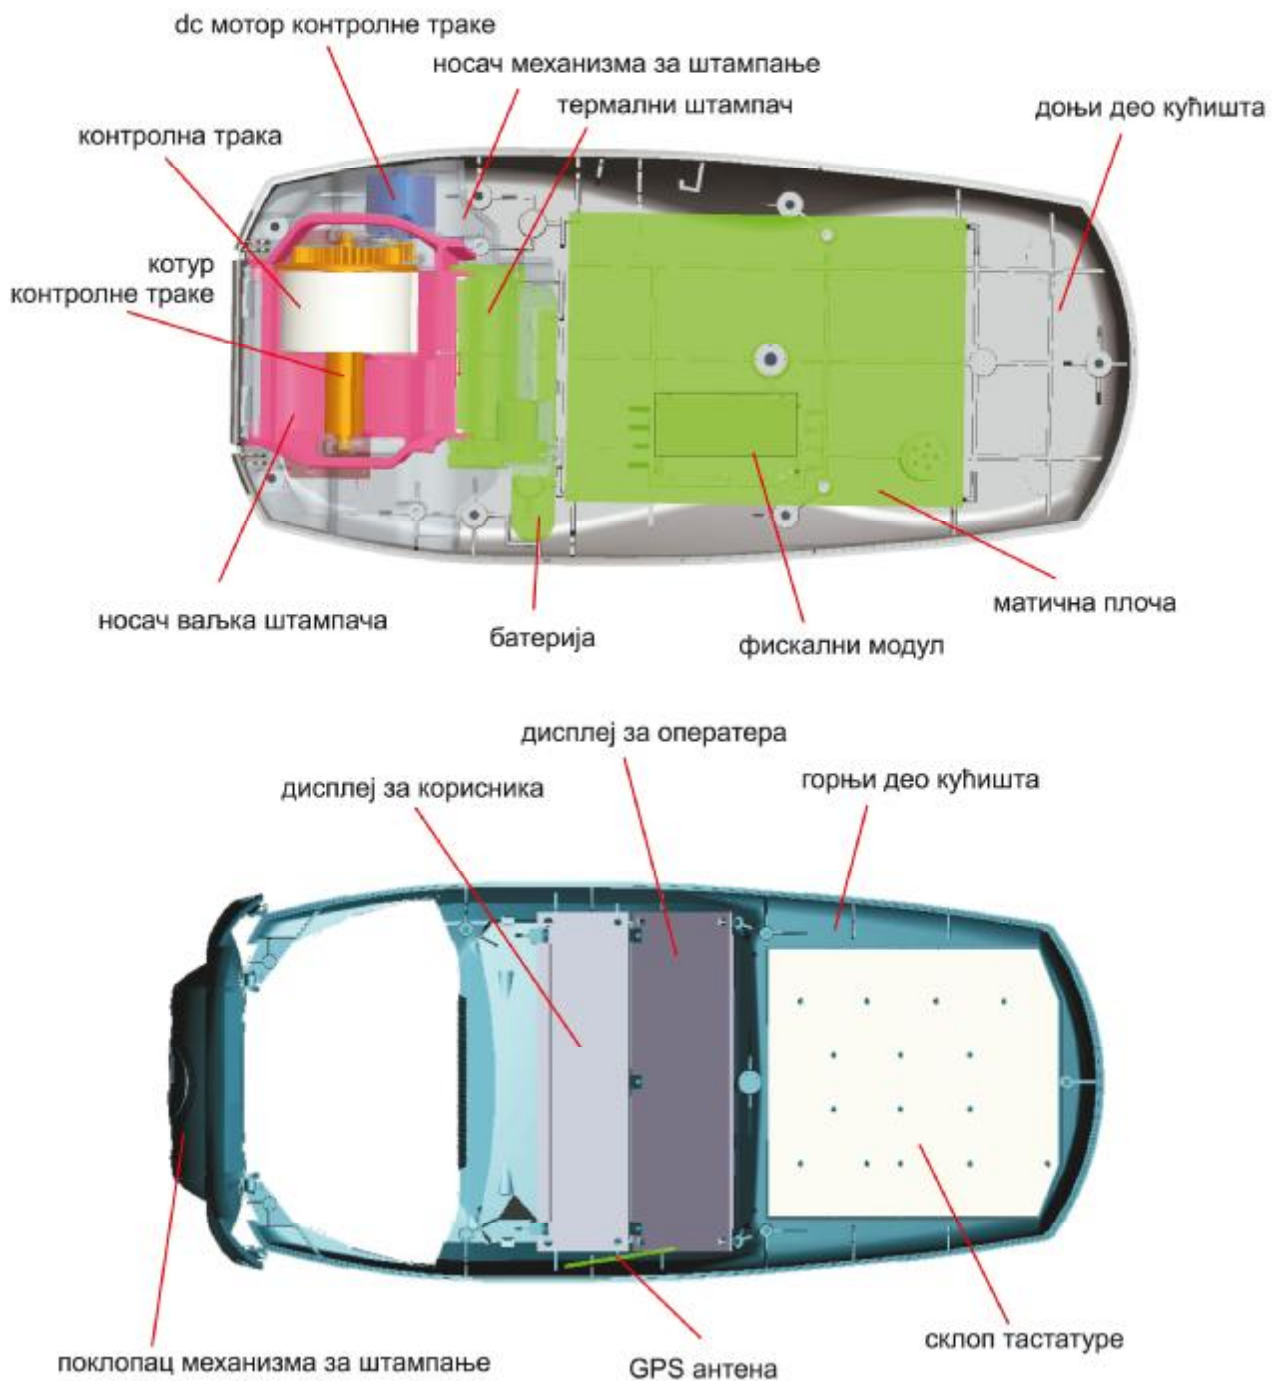 dc мотор контролне траке
носач механизма за штампање
термални штампач
доњи део кућишта
контролна трака
котур
контролне траке
матична плоча
носач ваљка штампача
батерија
фискални модул
дисплеј за оператера
дисплеј за корисника
горњи део кућишта
склоп тастатуре
поклопац механизма за штампање
GPS антена